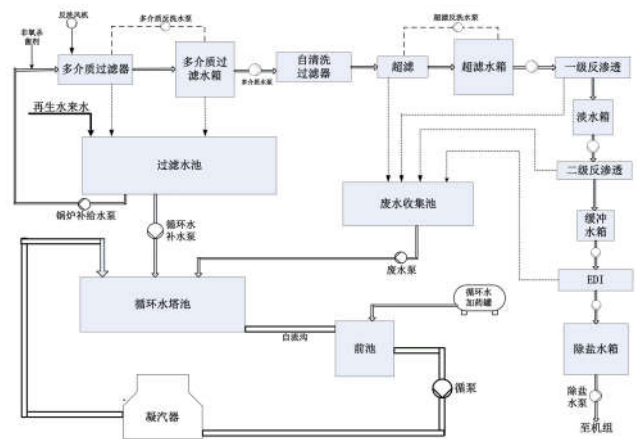 反洗风机
多介质反洗水泵
超滤反洗水泵
非氧杀
菌剂
多介质过滤器
多介质过
滤水箱
多介质水泵
自清洗
过滤器
超滤
超滤水箱
一级反渗透
再生水来水
淡水箱
过滤水池
二级反渗透
锅炉补给水泵
循环水
补水泵
废水收集池
缓冲
水箱
废水泵
EDI
循环水塔池
循环水
加药罐
自流沟
前池
除盐水箱
凝汽器
循泵
除盐
水泵
至机组